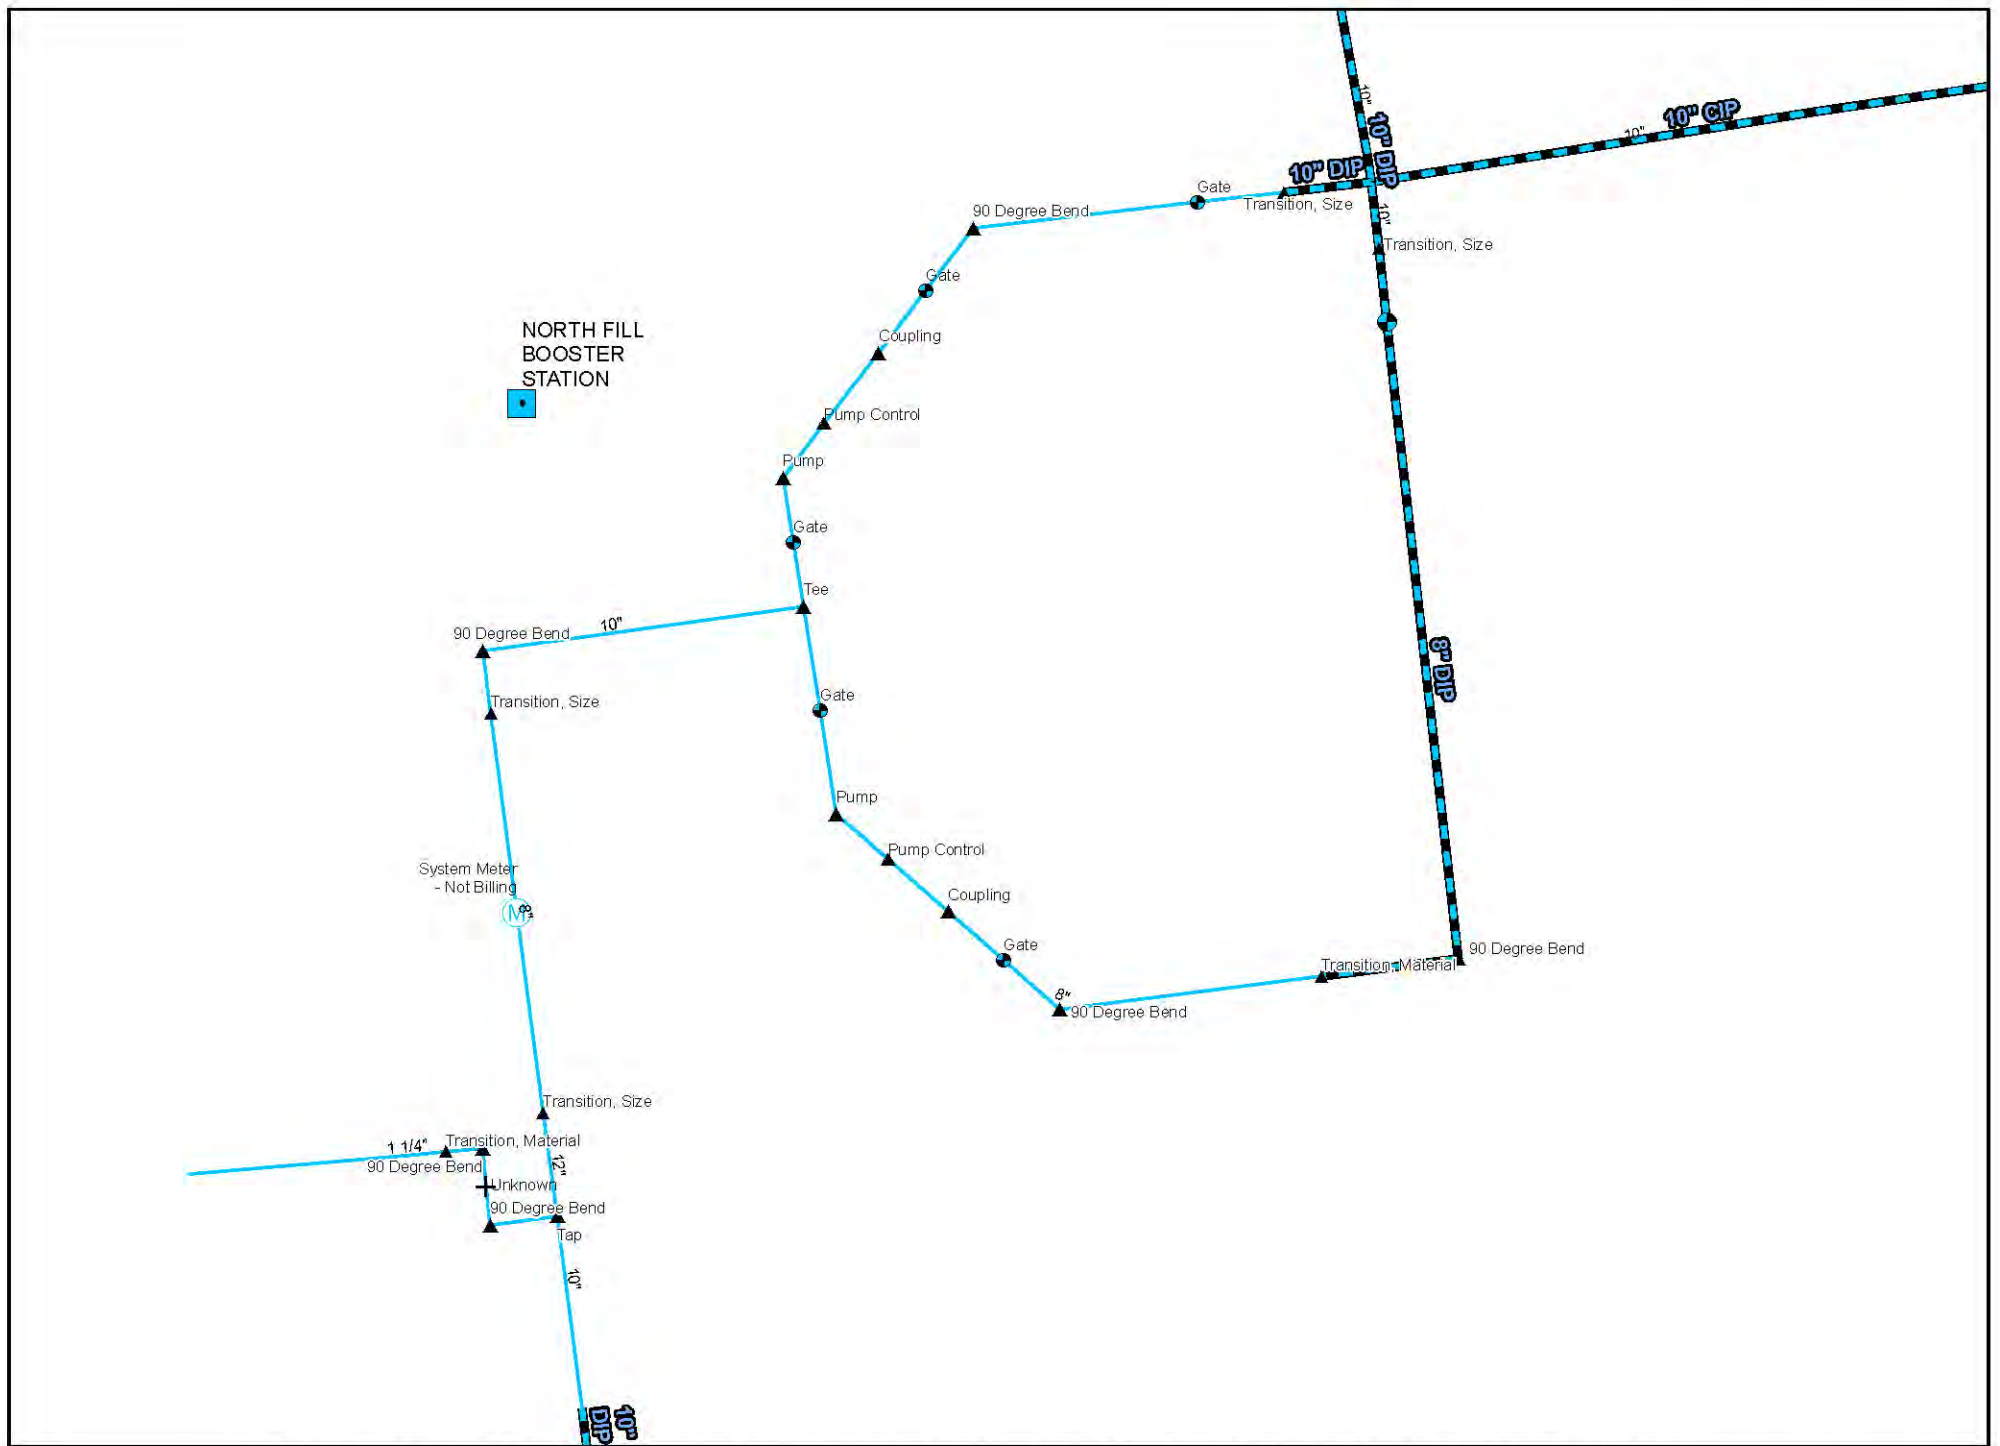 10"
10" DIP
10" CIP
10"
10" DIP
Gate
Transition, Size
10"
90 Degree Bend
Transition, Size
Gate
NORTH FILL
BOOSTER
STATION
Coupling
Pump Control
Pump
Gate
Tee
10"
90 Degree Bend
8" DIP
Transition, Size
Gate
Pump
Pump Control
System Meter
- Not Billing
M
8"
Coupling
Gate
90 Degree Bend
Transition, Material
8"
90 Degree Bend
Transition, Size
1 1/4"
Transition, Material
90 Degree Bend
12"
Unknown
90 Degree Bend
Tap
10"
10"
DIP